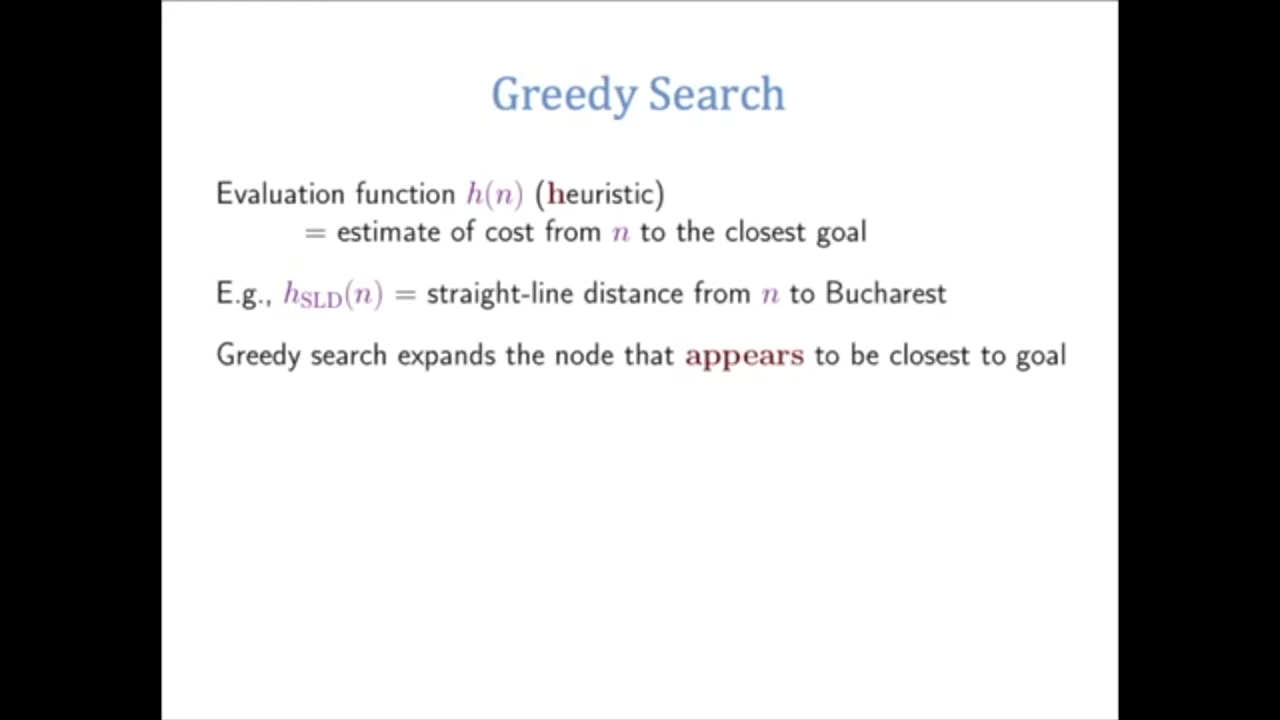 Greedy Search
Evaluation function h(n) (heuristic)
= estimate of cost from n to the closest goal
E.g., hSLD(n) = straight-line distance from n to Bucharest
Greedy search expands the node that appears to be closest to goal